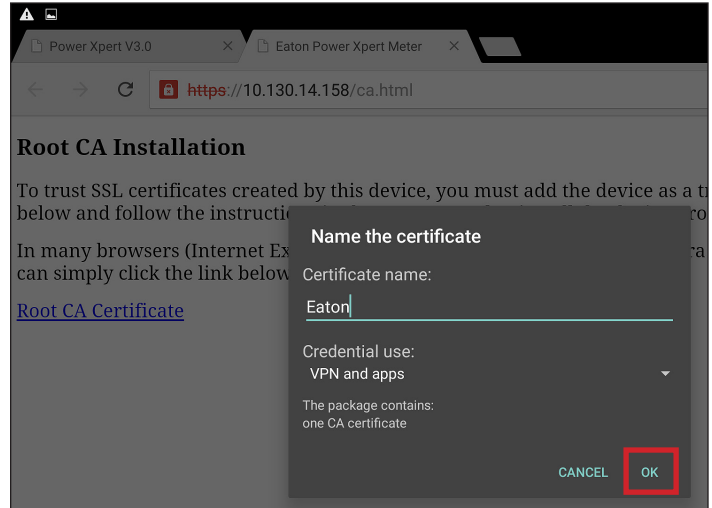 Power Xpert V3.0
Eaton Power Xpert Meter
https://10.130.14.158/ca.html
Root CA Installation
To trust SSL certificates created by this device, you must add the device as a
below and follow the
In many browsers (Internet
can simply click the link below
Root CA Certificate
Name the certificate
Certificate name:
Eaton
Credential use:
VPN and apps
The package contains:
one CA certificate
CANCEL OK